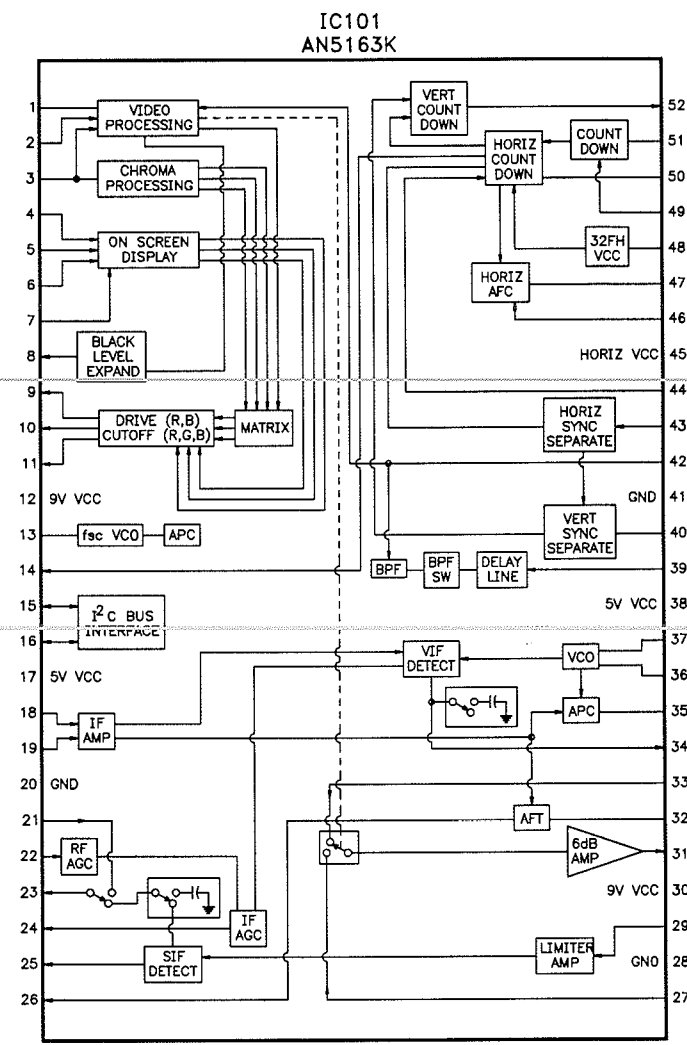 IC101
AN5163K
1
2
3
4
5
6
7
8
9
10
11
12
13
14
15
16
17
18
19
20
21
22
23
24
25
26
VIDEO
PROCESSING
CHROMA
PROCESSING
ON SCREEN
DISPLAY
BLACK
LEVEL
EXPAND
DRIVE (R,B)
CUTOFF (R,G,B)
MATRIX
9V VCC
fsc VCO
APC
I²C BUS
INTERFACE
5V VCC
IF
AMP
GND
RF
AGC
IF
AGC
SIF
DETECT
VERT
COUNT
DOWN
HORIZ
COUNT
DOWN
COUNT
DOWN
32FH
VCC
HORIZ
AFC
HORIZ VCC
HORIZ
SYNC
SEPARATE
GND
VERT
SYNC
SEPARATE
BPF
BPF
SW
DELAY
LINE
5V VCC
VIF
DETECT
VCO
APC
AFT
6dB
AMP
9V VCC
LIMITER
AMP
GND
52
51
50
49
48
47
46
45
44
43
42
41
40
39
38
37
36
35
34
33
32
31
30
29
28
27